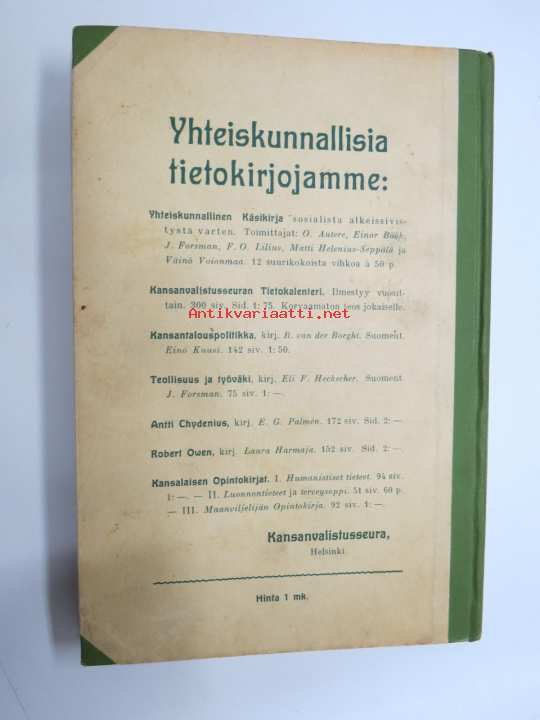 Yhteiskunnallisia
tietokirjojamme:
Yhteiskunnallinen Käsikirja sosialista alkeissivis-
tystä varten. Toimittajat: O. Autere, Einar Böök,
J. Forsman, F. O. Lilius, Matti Helenius-Seppälä ja
Väinö Voionmaa. 12 suurikokoista vihkoa à 50 p.
Kansanvalistusseuran Tietokalenteri. Ilmestyy vuosit-
tain. 300 siv. Sid. 1: 75. Korvaamaton teos jokaiselle.
Antikvariaatti.net
Kansantalouspolitikka, kirj. R. van der Borght. Suoment.
Eino Kuusi. 142 siv. 1: 50.
Teollisuus ja työväki, kirj. Eli F. Heckscher. Suoment.
J. Forsman. 75 siv. 1: —.
Antti Chydenius, kirj. E. G. Palmén. 172 siv. Sid. 2: —.
Robert Owen, kirj. Laura Harmaja. 152 siv. Sid. 2: —.
Kansalaisen Opintokirjat. I. Humanistiset tieteet. 94 siv.
1: —. — II. Luonnontieteet ja terveysoppi. 51 siv. 60 p.
— III. Maanviljelijän Opintokirja. 92 siv. 1: —.
Kansanvalistusseura,
Helsinki.
Hinta 1 mk.